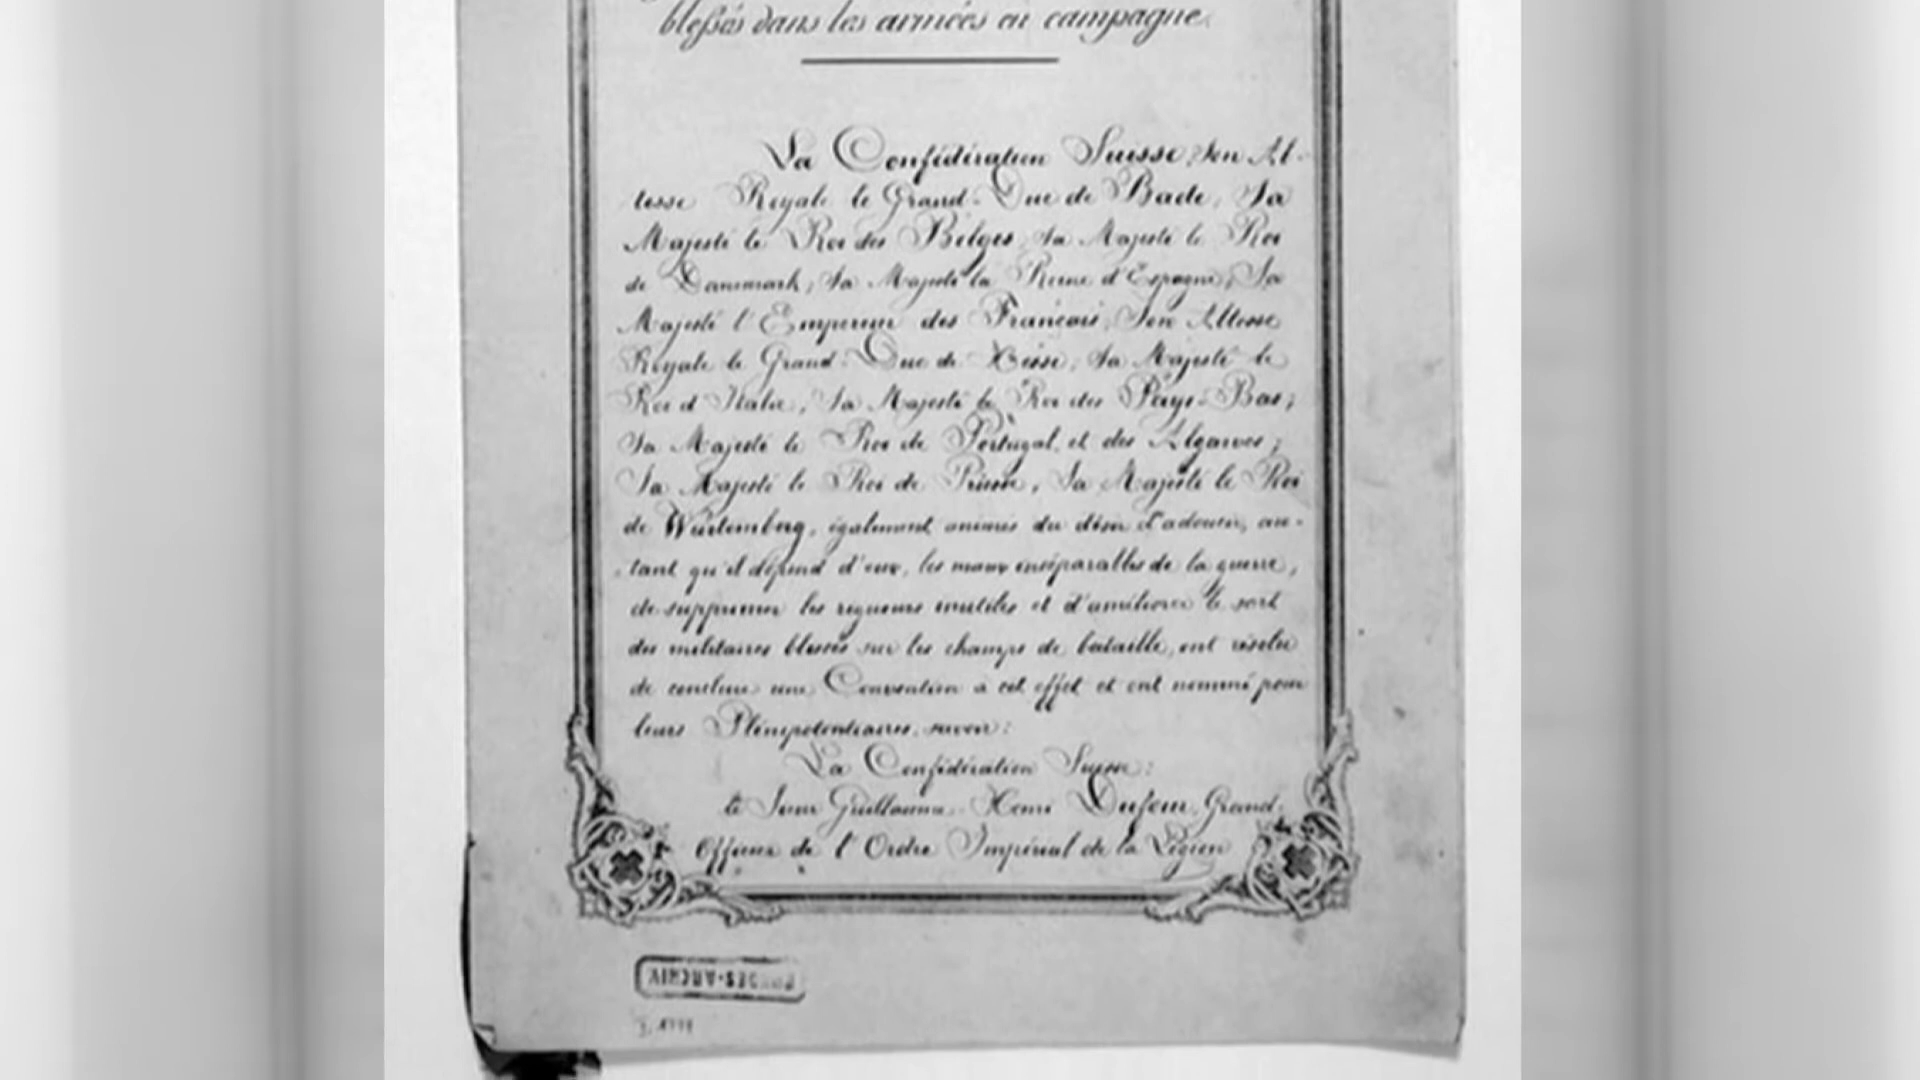 blessés dans les armées en campagne.
La Confédération Suisse; Son Al-
tesse Royale le Grand-Duc de Bade; Sa
Majesté le Roi des Belges; Sa Majesté le Roi
de Danemark; Sa Majesté la Reine d'Espagne; Sa
Majesté l'Empereur des Français; Son Altesse
Royale le Grand-Duc de Hesse; Sa Majesté le
Roi d'Italie; Sa Majesté le Roi des Pays-Bas;
Sa Majesté le Roi de Portugal et des Algarves;
Sa Majesté le Roi de Prusse; Sa Majesté le Roi
de Wurtemberg, également animés du désir d'adoucir, au-
tant qu'il dépend d'eux, les maux inséparables de la guerre,
de supprimer les rigueurs inutiles et d'améliorer le sort
des militaires blessés sur les champs de bataille, ont résolu
de conclure une Convention à cet effet et ont nommé pour
leurs Plénipotentiaires, savoir:
La Confédération Suisse:
le Sieur Guillaume-Henri Dufour, Grand
Officier de l'Ordre Impérial de la Légion
BUNDES-ARCHIV